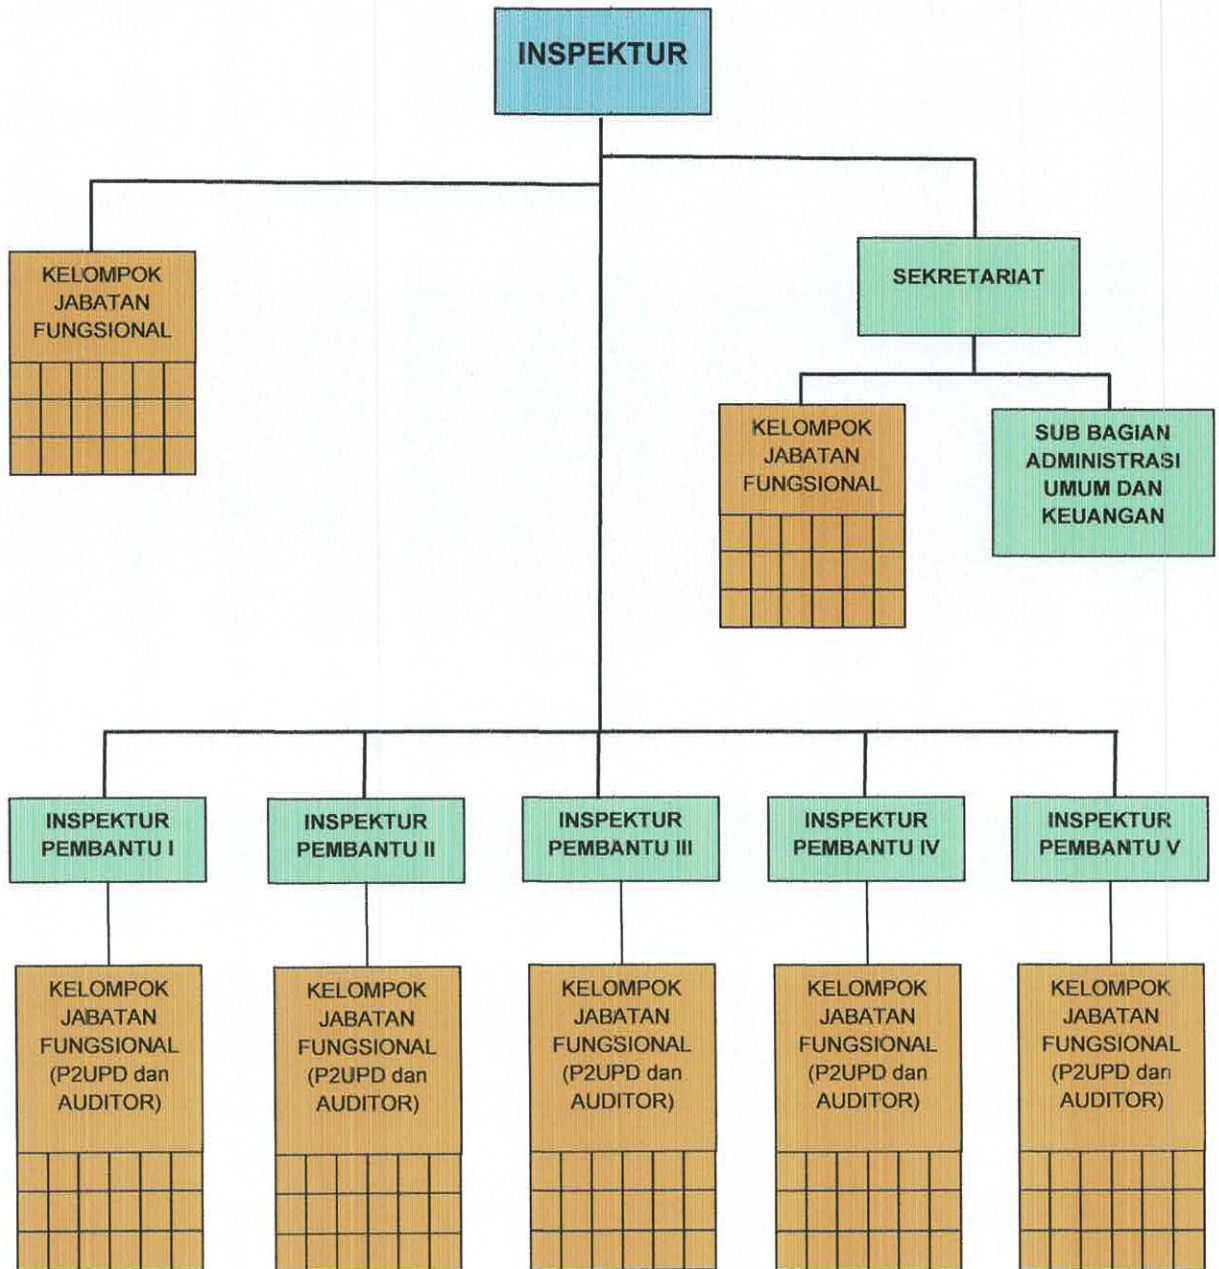 INSPEKTUR
KELOMPOK
JABATAN
FUNGSIONAL
SEKRETARIAT
KELOMPOK
JABATAN
FUNGSIONAL
SUB BAGIAN
ADMINISTRASI
UMUM DAN
KEUANGAN
INSPEKTUR
PEMBANTU I
INSPEKTUR
PEMBANTU II
INSPEKTUR
PEMBANTU III
INSPEKTUR
PEMBANTU IV
INSPEKTUR
PEMBANTU V
KELOMPOK
JABATAN
FUNGSIONAL
(P2UPD dan
AUDITOR)
KELOMPOK
JABATAN
FUNGSIONAL
(P2UPD dan
AUDITOR)
KELOMPOK
JABATAN
FUNGSIONAL
(P2UPD dan
AUDITOR)
KELOMPOK
JABATAN
FUNGSIONAL
(P2UPD dan
AUDITOR)
KELOMPOK
JABATAN
FUNGSIONAL
(P2UPD dan
AUDITOR)